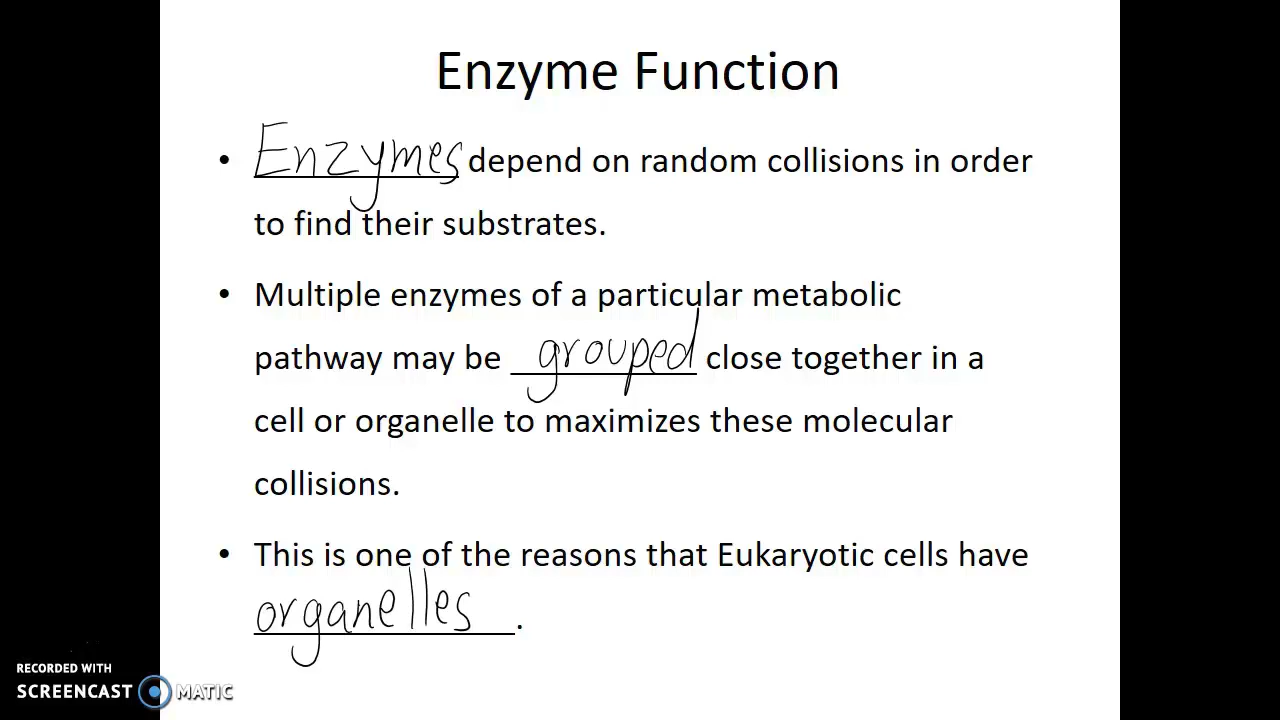 Enzyme Function
• Enzymes depend on random collisions in order
to find their substrates.
• Multiple enzymes of a particular metabolic
pathway may be grouped close together in a
cell or organelle to maximizes these molecular
collisions.
• This is one of the reasons that Eukaryotic cells have
organelles.
RECORDED WITH
SCREENCAST MATIC